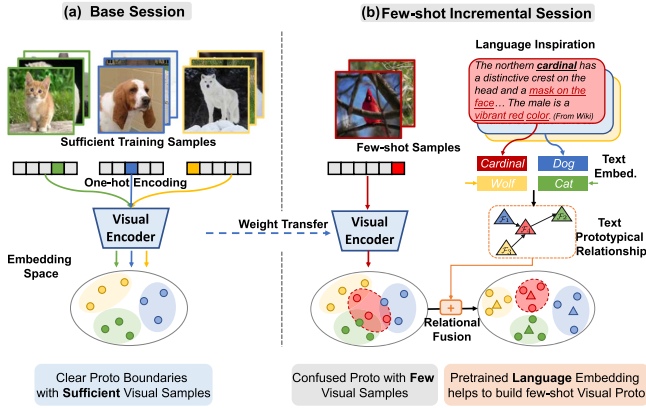 (a) Base Session
Sufficient Training Samples
One-hot Encoding
Visual
Encoder
Embedding
Space
Clear Proto Boundaries
with Sufficient Visual Samples
Weight Transfer
(b) Few-shot Incremental Session
Few-shot Samples
Visual
Encoder
Confused Proto with Few
Visual Samples
Language Inspiration
The northern cardinal has
a distinctive crest on the
head and a mask on the
face… The male is a
vibrant red color. (From Wiki)
Cardinal
Dog
Wolf
Cat
Text
Embed.
Text
Prototypical
Relationship
+
Relational
Fusion
Pretrained Language Embedding
helps to build few-shot Visual Proto